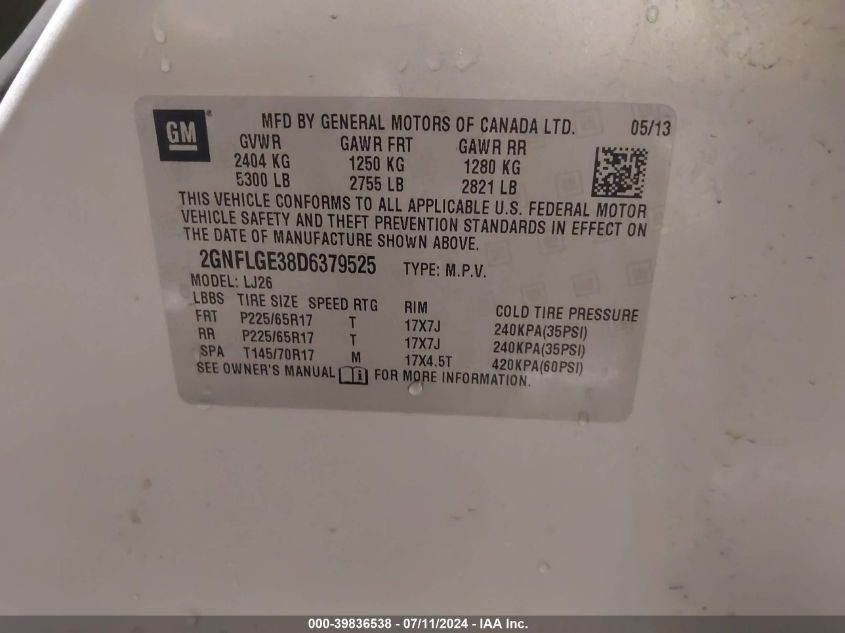 GM
MFD BY GENERAL MOTORS OF CANADA LTD. 05/13
GVWR GAWR FRT GAWR RR
2404 KG 1250 KG 1280 KG
5300 LB 2755 LB 2821 LB
THIS VEHICLE CONFORMS TO ALL APPLICABLE U.S. FEDERAL MOTOR
VEHICLE SAFETY AND THEFT PREVENTION STANDARDS IN EFFECT ON
THE DATE OF MANUFACTURE SHOWN ABOVE.
2GNFLGE38D6379525 TYPE: M.P.V.
MODEL: LJ26
LBBS TIRE SIZE SPEED RTG RIM COLD TIRE PRESSURE
FRT P225/65R17 T 17X7J 240KPA(35PSI)
RR P225/65R17 T 17X7J 240KPA(35PSI)
SPA T145/70R17 M 17X4.5T 420KPA(60PSI)
SEE OWNER'S MANUAL FOR MORE INFORMATION.
000-39836538 - 07/11/2024 - IAA Inc.